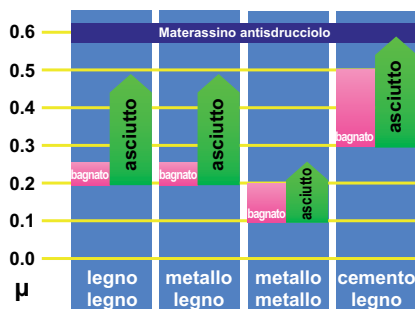 0.6
Materassino antisdrucciolo
0.5
0.4
0.3
0.2
0.1
0.0
μ
bagnato
asciutto
bagnato
asciutto
bagnato
asciutto
bagnato
asciutto
legno
legno
metallo
legno
metallo
metallo
cemento
legno